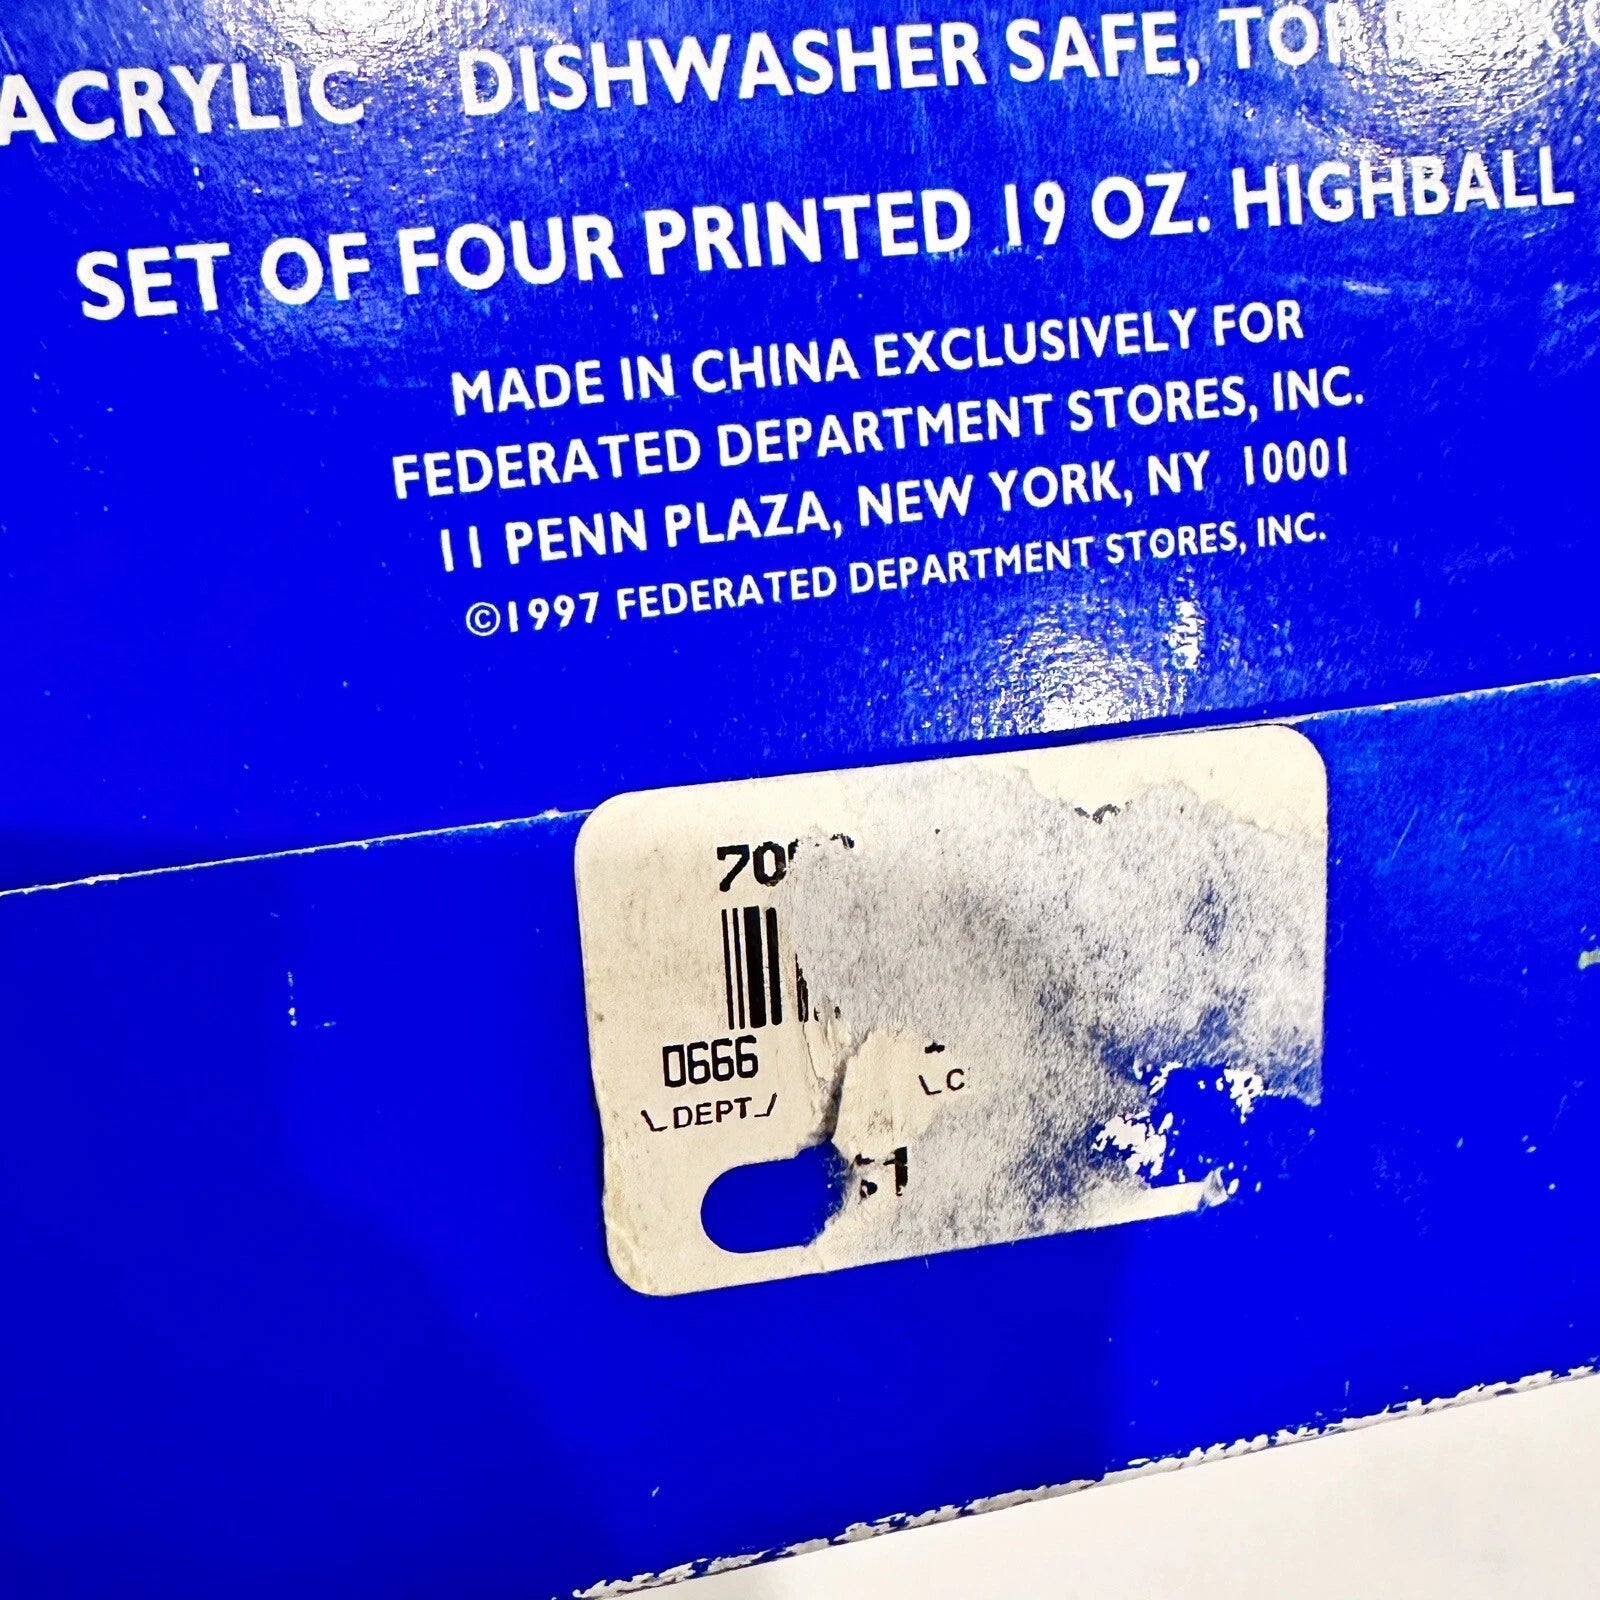 ACRYLIC DISHWASHER SAFE, TOP
SET OF FOUR PRINTED 19 OZ. HIGHBALL
MADE IN CHINA EXCLUSIVELY FOR
FEDERATED DEPARTMENT STORES, INC.
11 PENN PLAZA, NEW YORK, NY 10001
©1997 FEDERATED DEPARTMENT STORES, INC.
0666
DEPT